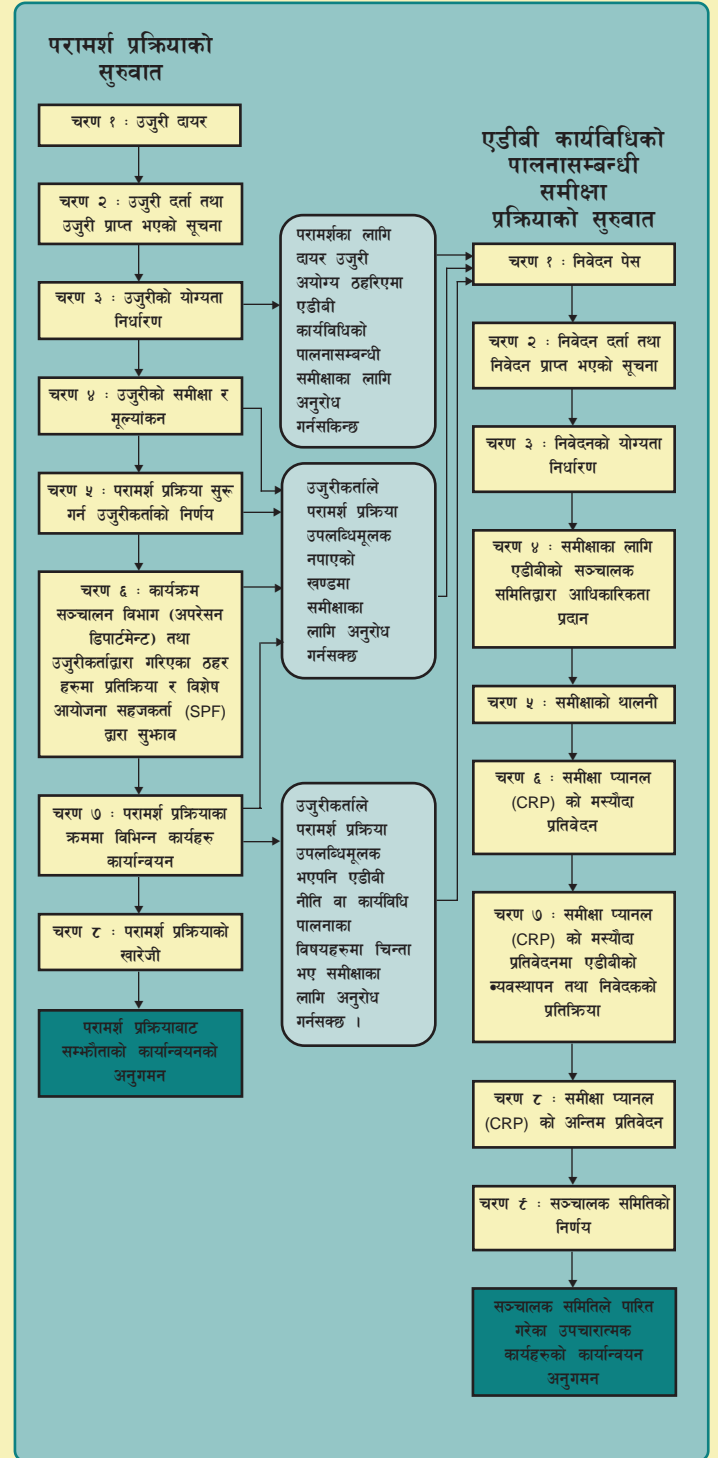 परामर्श प्रक्रियाको
सुरुवात
चरण १ : उजुरी दायर
चरण २ : उजुरी दर्ता तथा
उजुरी प्राप्त भएको सूचना
चरण ३ : उजुरीको योग्यता
निर्धारण
चरण ४ : उजुरीको समीक्षा र
मूल्यांकन
चरण ५ : परामर्श प्रक्रिया सुरू
गर्न उजुरीकर्ताको निर्णय
चरण ६ : कार्यक्रम
सञ्चालन विभाग (अपरेसन
डिपार्टमेन्ट) तथा
उजुरीकर्ताद्वारा गरिएका ठहर
हरुमा प्रतिक्रिया र विशेष
आयोजना सहजकर्ता (SPF)
द्वारा सुझाव
चरण ७ : परामर्श प्रक्रियाका
क्रममा विभिन्न कार्यहरु
कार्यान्वयन
चरण ८ : परामर्श प्रक्रियाको
खारेजी
परामर्श प्रक्रियाबाट
सम्झौताको कार्यान्वयनको
अनुगमन
परामर्शका लागि
दायर उजुरी
अयोग्य ठहरिएमा
एडीबी
कार्यविधिको
पालनासम्बन्धी
समीक्षाका लागि
अनुरोध
गर्नसकिन्छ
उजुरीकर्ताले
परामर्श प्रक्रिया
उपलब्धिमूलक
नपाएको
खण्डमा
समीक्षाका
लागि अनुरोध
गर्नसक्छ
उजुरीकर्ताले
परामर्श प्रक्रिया
उपलब्धिमूलक
भएपनि एडीबी
नीति वा कार्यविधि
पालनाका
विषयहरुमा चिन्ता
भए समीक्षाका
लागि अनुरोध
गर्नसक्छ ।
एडीबी कार्यविधिको
पालनासम्बन्धी
समीक्षा
प्रक्रियाको सुरुवात
चरण १ : निवेदन पेस
चरण २ : निवेदन दर्ता तथा
निवेदन प्राप्त भएको सूचना
चरण ३ : निवेदनको योग्यता
निर्धारण
चरण ४ : समीक्षाका लागि
एडीबीको सञ्चालक
समितिद्वारा आधिकारिकता
प्रदान
चरण ५ : समीक्षाको थालनी
चरण ६ : समीक्षा प्यानल
(CRP) को मस्यौदा
प्रतिवेदन
चरण ७ : समीक्षा प्यानल
(CRP) को मस्यौदा
प्रतिवेदनमा एडीबीको
व्यवस्थापन तथा निवेदकको
प्रतिक्रिया
चरण ८ : समीक्षा प्यानल
(CRP) को अन्तिम प्रतिवेदन
चरण ९ : सञ्चालक समितिको
निर्णय
सञ्चालक समितिले पारित
गरेका उपचारात्मक
कार्यहरुको कार्यान्वयन
अनुगमन